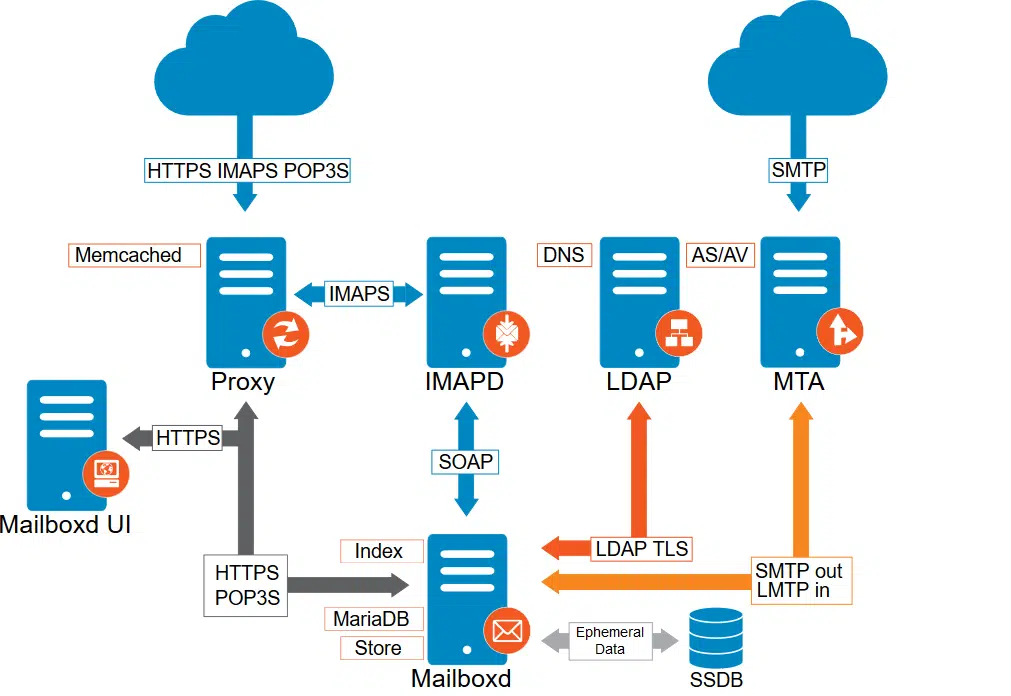 HTTPS IMAPS POP3S
SMTP
Memcached
DNS
AS/AV
IMAPS
Proxy
IMAPD
LDAP
MTA
HTTPS
SOAP
Mailboxd UI
Index
LDAP TLS
HTTPS
POP3S
SMTP out
LMTP in
MariaDB
Store
Ephemeral
Data
Mailboxd
SSDB